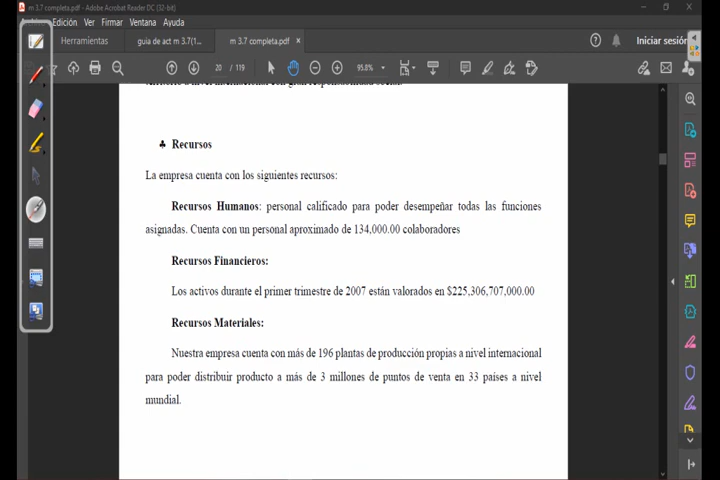 m 3.7 completa.pdf - Adobe Acrobat Reader DC (32-bit)
Edición Ver Firmar Ventana Ayuda
Herramientas guia de act m 3.7(1... m 3.7 completa.pdf × Iniciar sesión
20 / 119 95.8%
♣ Recursos
La empresa cuenta con los siguientes recursos:
Recursos Humanos: personal calificado para poder desempeñar todas las funciones
asignadas. Cuenta con un personal aproximado de 134,000.00 colaboradores
Recursos Financieros:
Los activos durante el primer trimestre de 2007 están valorados en $225,306,707,000.00
Recursos Materiales:
Nuestra empresa cuenta con más de 196 plantas de producción propias a nivel internacional
para poder distribuir producto a más de 3 millones de puntos de venta en 33 países a nivel
mundial.